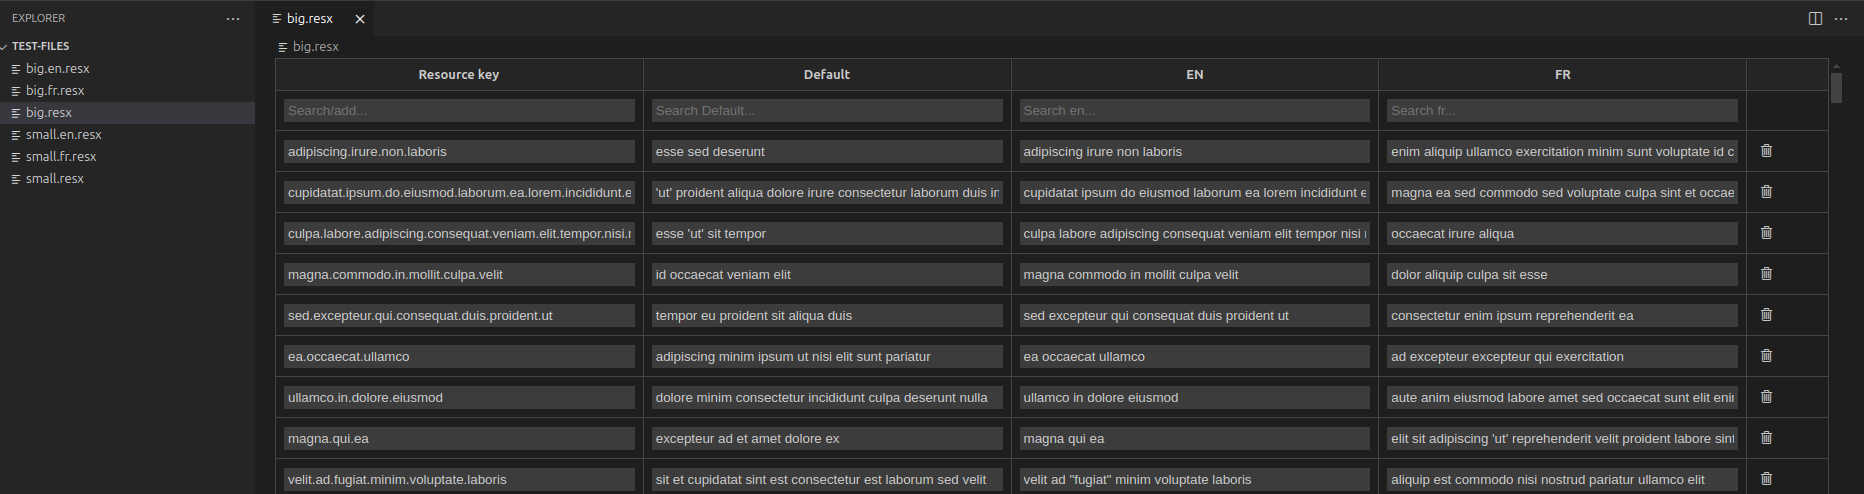 EXPLORER
TEST-FILES
big.en.resx
big.fr.resx
big.resx
small.en.resx
small.fr.resx
small.resx
big.resx
big.resx
Resource key Default EN FR
Search/add... Search Default... Search en... Search fr...
adipiscing.irure.non.laboris esse sed deserunt adipiscing irure non laboris enim aliquip ullamco exercitation minim sunt voluptate id c
cupidatat.ipsum.do.eiusmod.laborum.ea.lorem.incididunt.e 'ut' proident aliqua dolore irure consectetur laborum duis in cupidatat ipsum do eiusmod laborum ea lorem incididunt e magna ea sed commodo sed voluptate culpa sint et occae
culpa.labore.adipiscing.consequat.veniam.elit.tempor.nisi. esse 'ut' sit tempor culpa labore adipiscing consequat veniam elit tempor nisi occaecat irure aliqua
magna.commodo.in.mollit.culpa.velit id occaecat veniam elit magna commodo in mollit culpa velit dolor aliquip culpa sit esse
sed.excepteur.qui.consequat.duis.proident.ut tempor eu proident sit aliqua duis sed excepteur qui consequat duis proident ut consectetur enim ipsum reprehenderit ea
ea.occaecat.ullamco adipiscing minim ipsum ut nisi elit sunt pariatur ea occaecat ullamco ad excepteur excepteur qui exercitation
ullamco.in.dolore.eiusmod dolore minim consectetur incididunt culpa deserunt nulla ullamco in dolore eiusmod aute anim eiusmod labore amet sed occaecat sunt elit enim
magna.qui.ea excepteur ad et amet dolore ex magna qui ea elit sit adipiscing 'ut' reprehenderit velit proident labore sint
velit.ad.fugiat.minim.voluptate.laboris sit et cupidatat sint est consectetur est laborum sed velit velit ad "fugiat" minim voluptate laboris aliquip est commodo nisi nostrud pariatur ullamco elit